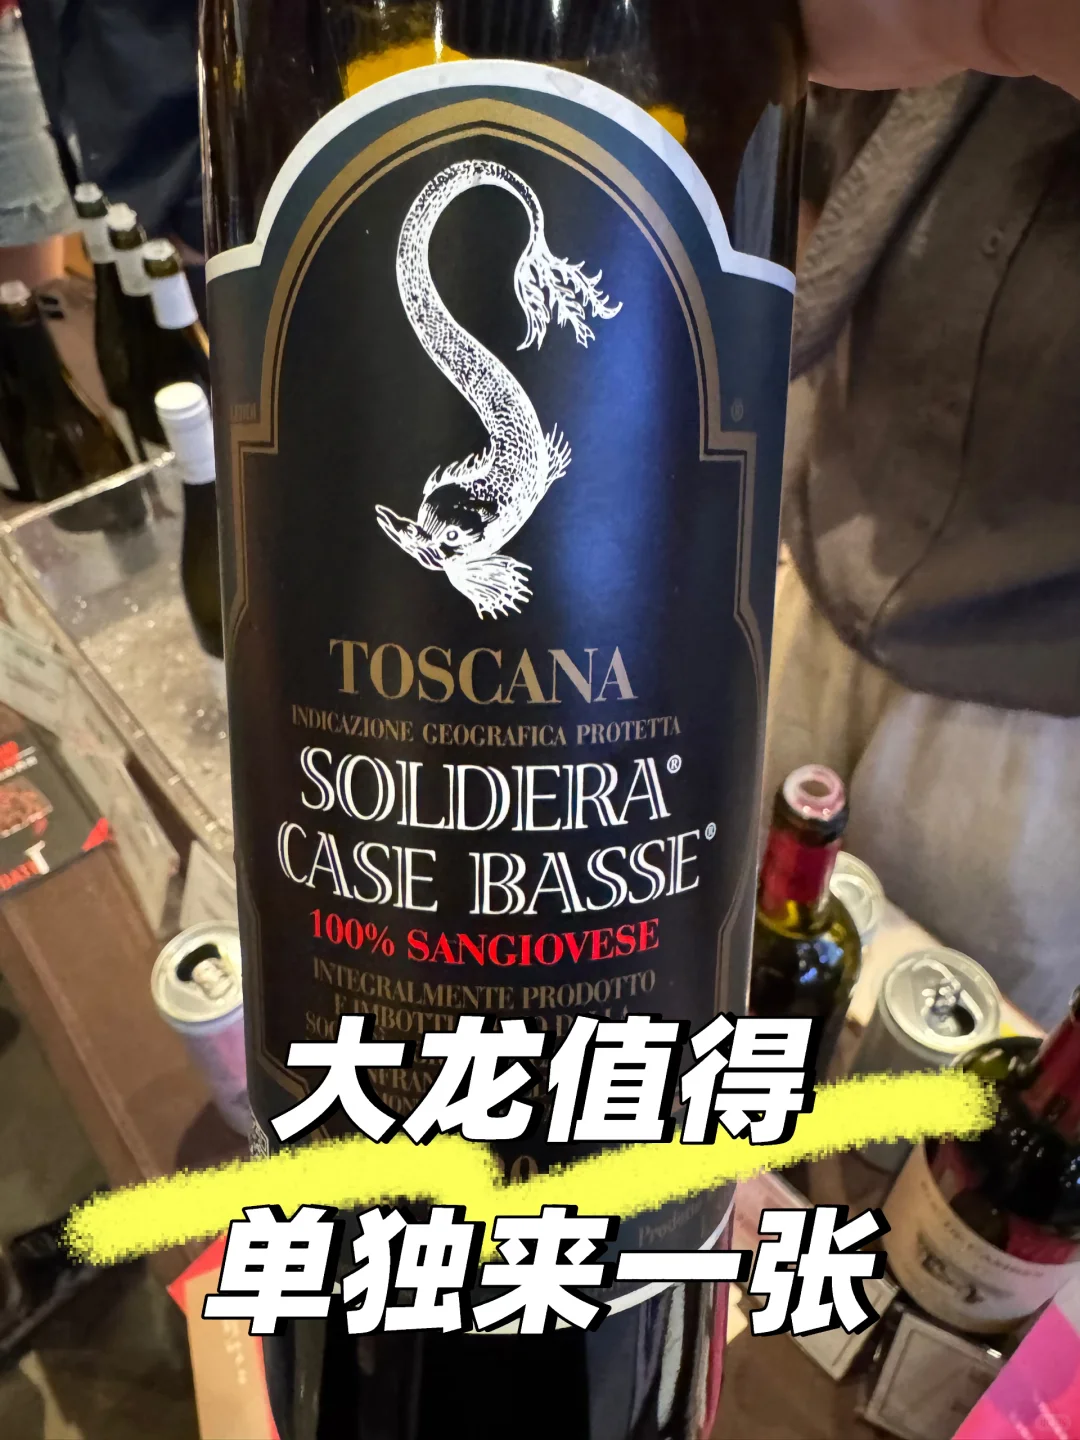 TOSCANA
INDICAZIONE GEOGRAFICA PROTETTA
SOLDERA®
CASE BASSE®
100% SANGIOVESE
INTEGRALMENTE PRODOTTO
大龙值得
单独来一张